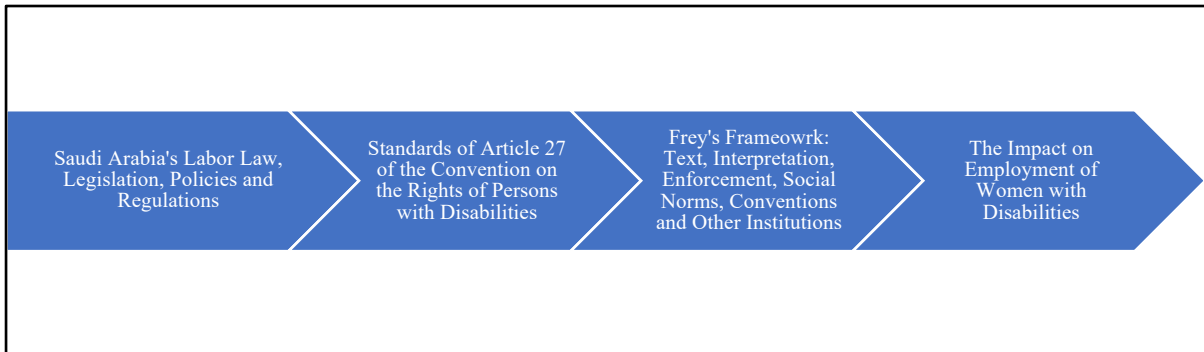 Saudi Arabia's Labor Law,
Legislation, Policies and
Regulations
Standards of Article 27
of the Convention on
the Rights of Persons
with Disabilities
Frey's Frameowrk:
Text, Interpretation,
Enforcement, Social
Norms, Conventions
and Other Institutions
The Impact on
Employment of
Women with
Disabilities